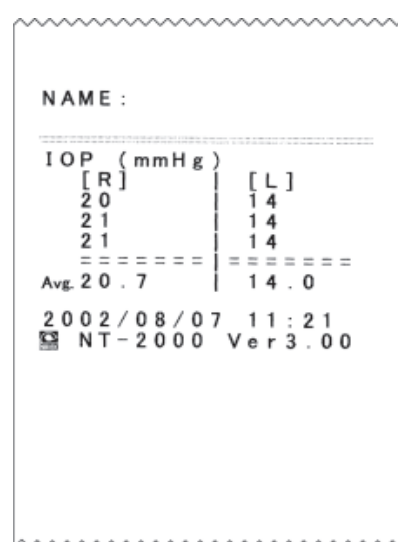 NAME:
IOP (mmHg)
[R] | [L]
20 | 14
21 | 14
21 | 14
======= | =======
Avg. 20.7 | 14.0
2002/08/07 11:21
NT-2000 Ver3.00